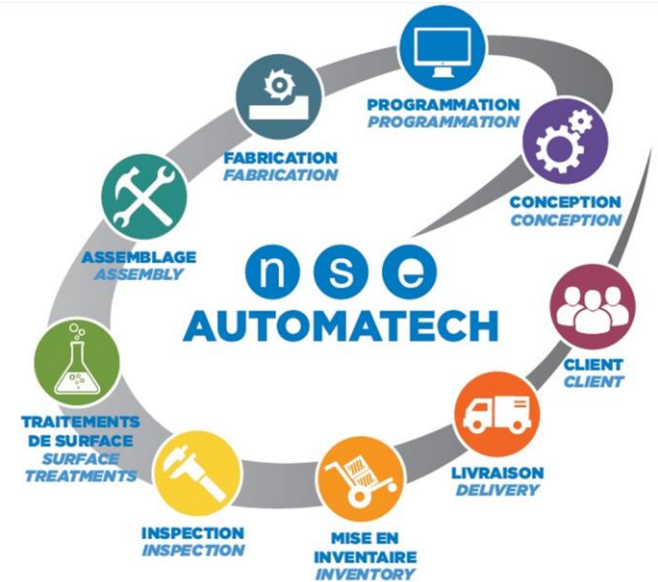 PROGRAMMATION
PROGRAMMATION
CONCEPTION
CONCEPTION
FABRICATION
FABRICATION
ASSEMBLAGE
ASSEMBLY
nse
AUTOMATECH
CLIENT
CLIENT
TRAITEMENTS
DE SURFACE
SURFACE
TREATMENTS
LIVRAISON
DELIVERY
INSPECTION
INSPECTION
MISE EN
INVENTAIRE
INVENTORY